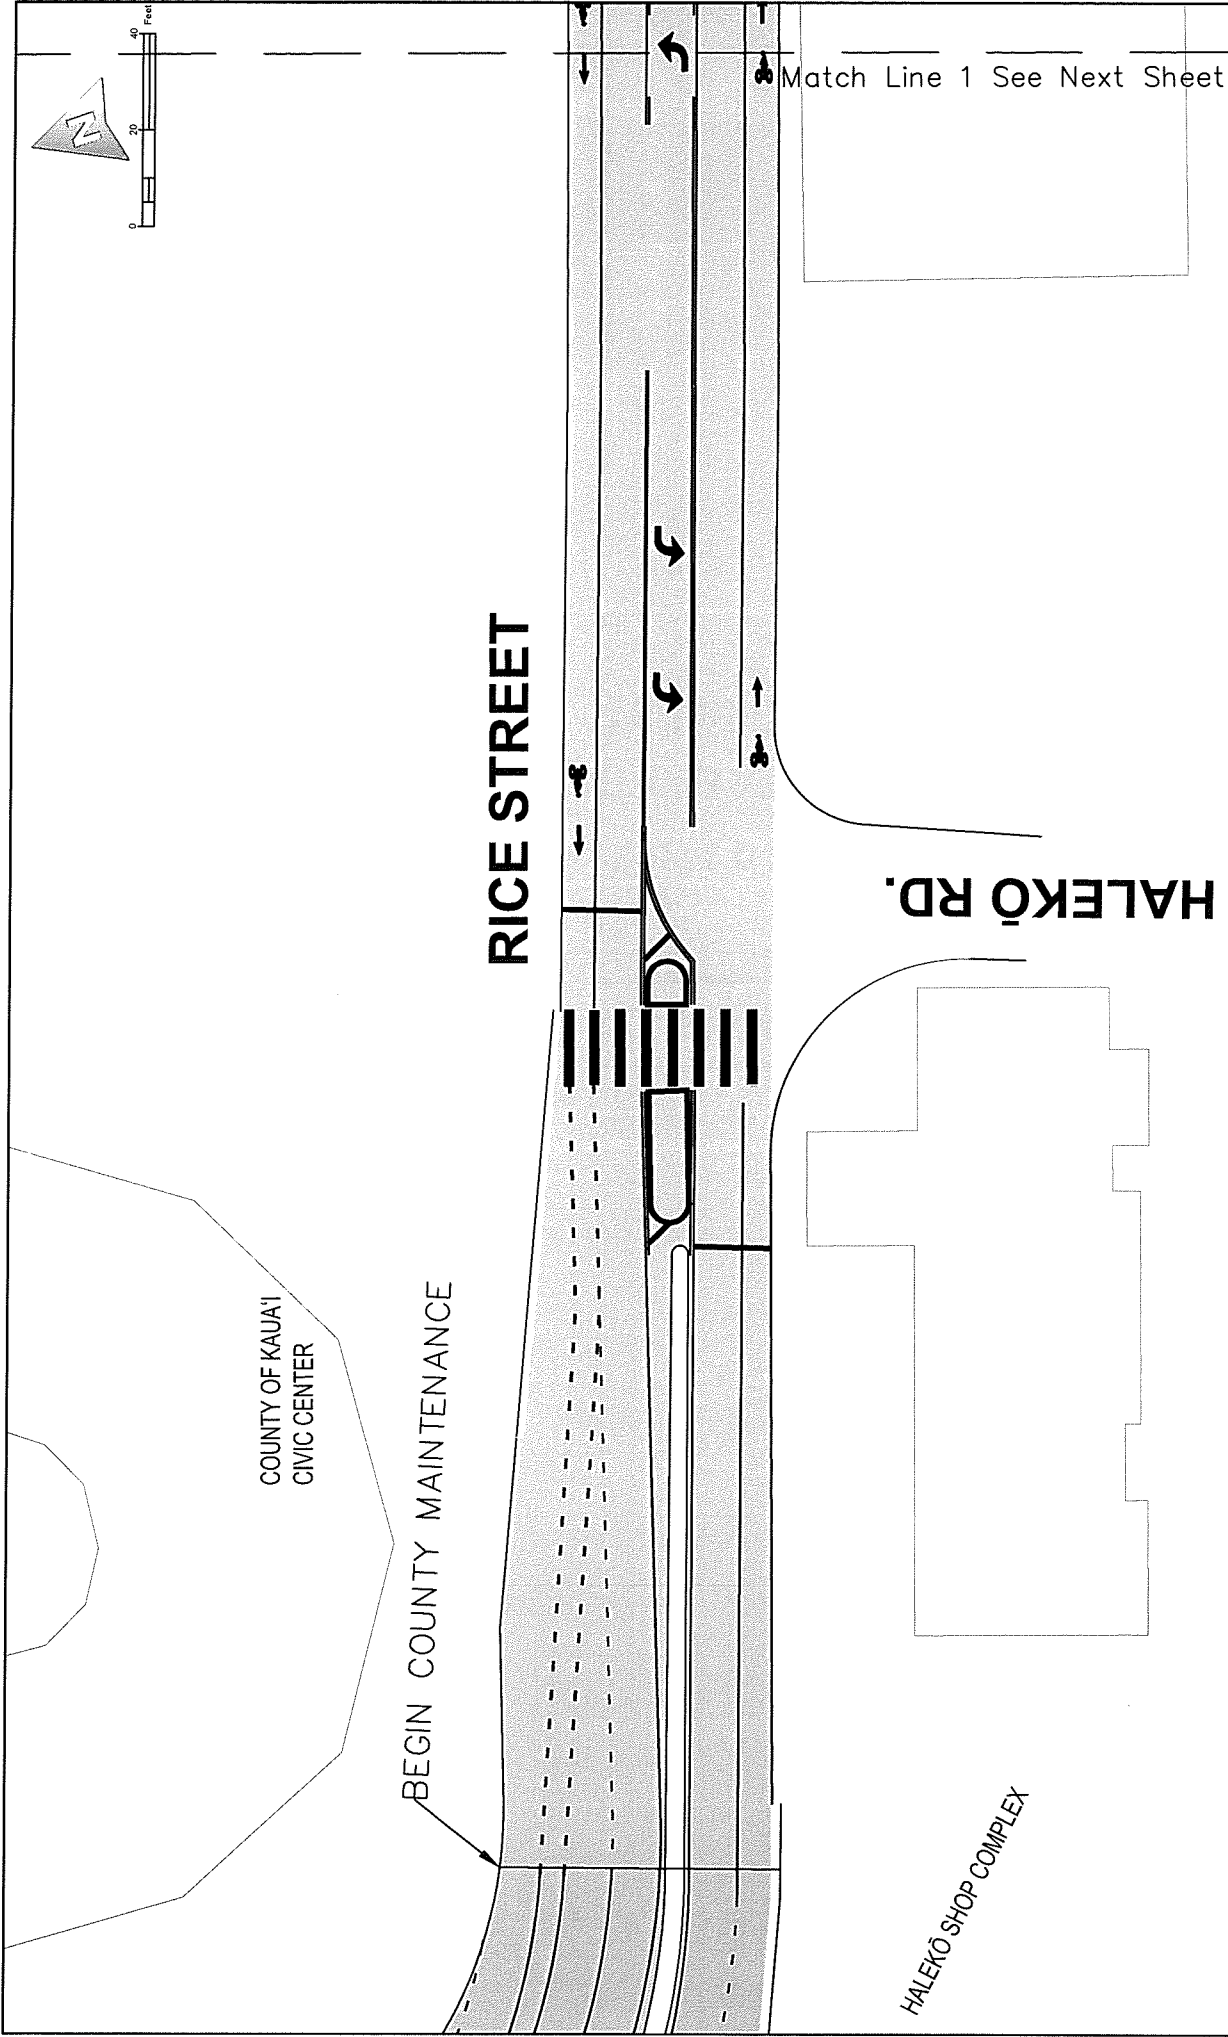 40
Feet
20
0
N
Match Line 1 See Next Sheet
RICE STREET
HALEKŌ RD.
COUNTY OF KAUA'I
CIVIC CENTER
BEGIN COUNTY MAINTENANCE
HALEKŌ SHOP COMPLEX